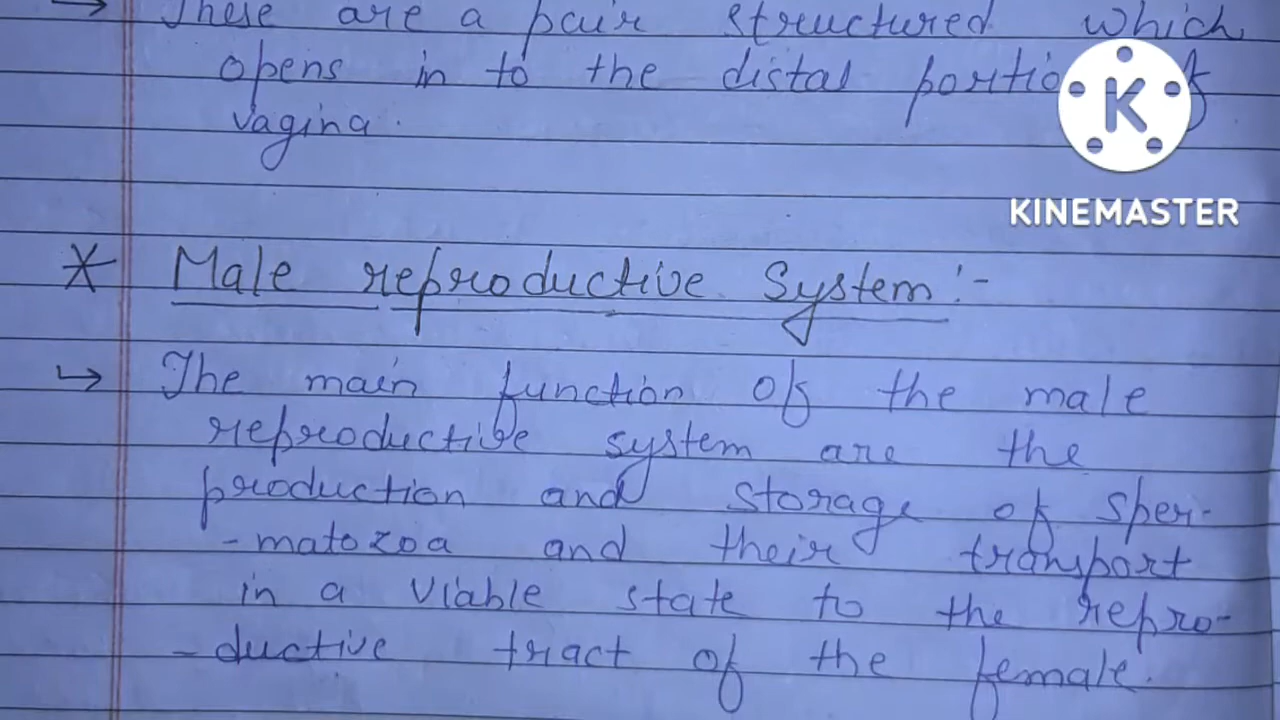 → These are a pair structured which
opens in to the distal portio
vagina.
KINEMASTER
* Male reproductive System :-
↳ The main function of the male
reproductive system are the
production and storage of sper-
-matozoa and their transport
in a viable state to the repro-
-ductive tract of the female.